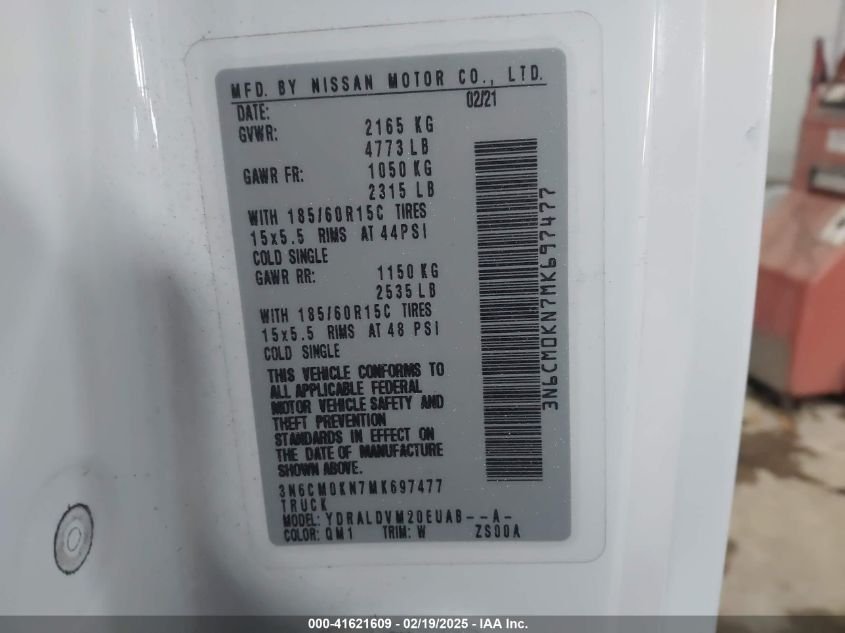 MFD. BY NISSAN MOTOR CO., LTD.
DATE: 02/21
GVWR: 2165 KG
4773 LB
GAWR FR: 1050 KG
2315 LB
WITH 185/60R15C TIRES
15x5.5 RIMS AT 44PSI
COLD SINGLE
GAWR RR: 1150 KG
2535 LB
WITH 185/60R15C TIRES
15x5.5 RIMS AT 48 PSI
COLD SINGLE
THIS VEHICLE CONFORMS TO
ALL APPLICABLE FEDERAL
MOTOR VEHICLE SAFETY AND
THEFT PREVENTION
STANDARDS IN EFFECT ON
THE DATE OF MANUFACTURE
SHOWN ABOVE.
3N6CM0KN7MK697477
TRUCK
MODEL: YDRALDVM20EUAB--A-
COLOR: QM1 TRIM: W ZS00A
3N6CM0KN7MK697477
000-41621609 - 02/19/2025 - IAA Inc.